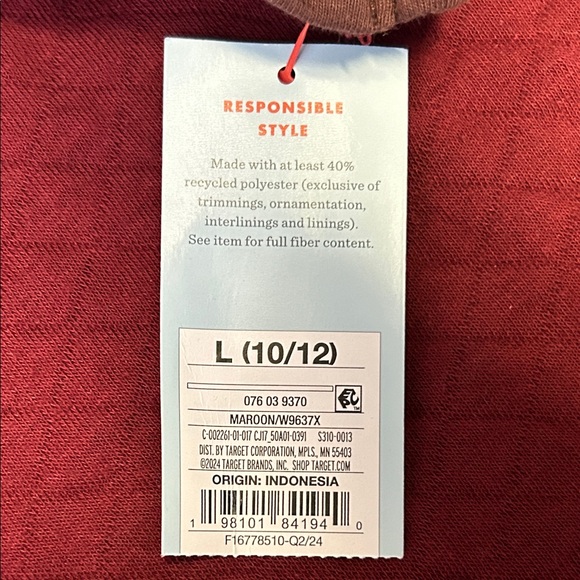 RESPONSIBLE
STYLE
Made with at least 40%
recycled polyester (exclusive of
trimmings, ornamentation,
interlinings and linings).
See item for full fiber content.
L (10/12)
076 03 9370
MAROON/W9637X
C-002261-01-017 CJ17_50A01-0391 S310-0013
DIST. BY TARGET CORPORATION, MPLS., MN 55403
©2024 TARGET BRANDS, INC. SHOP TARGET.COM
ORIGIN: INDONESIA
1 98101 84194 0
F16778510-Q2/24